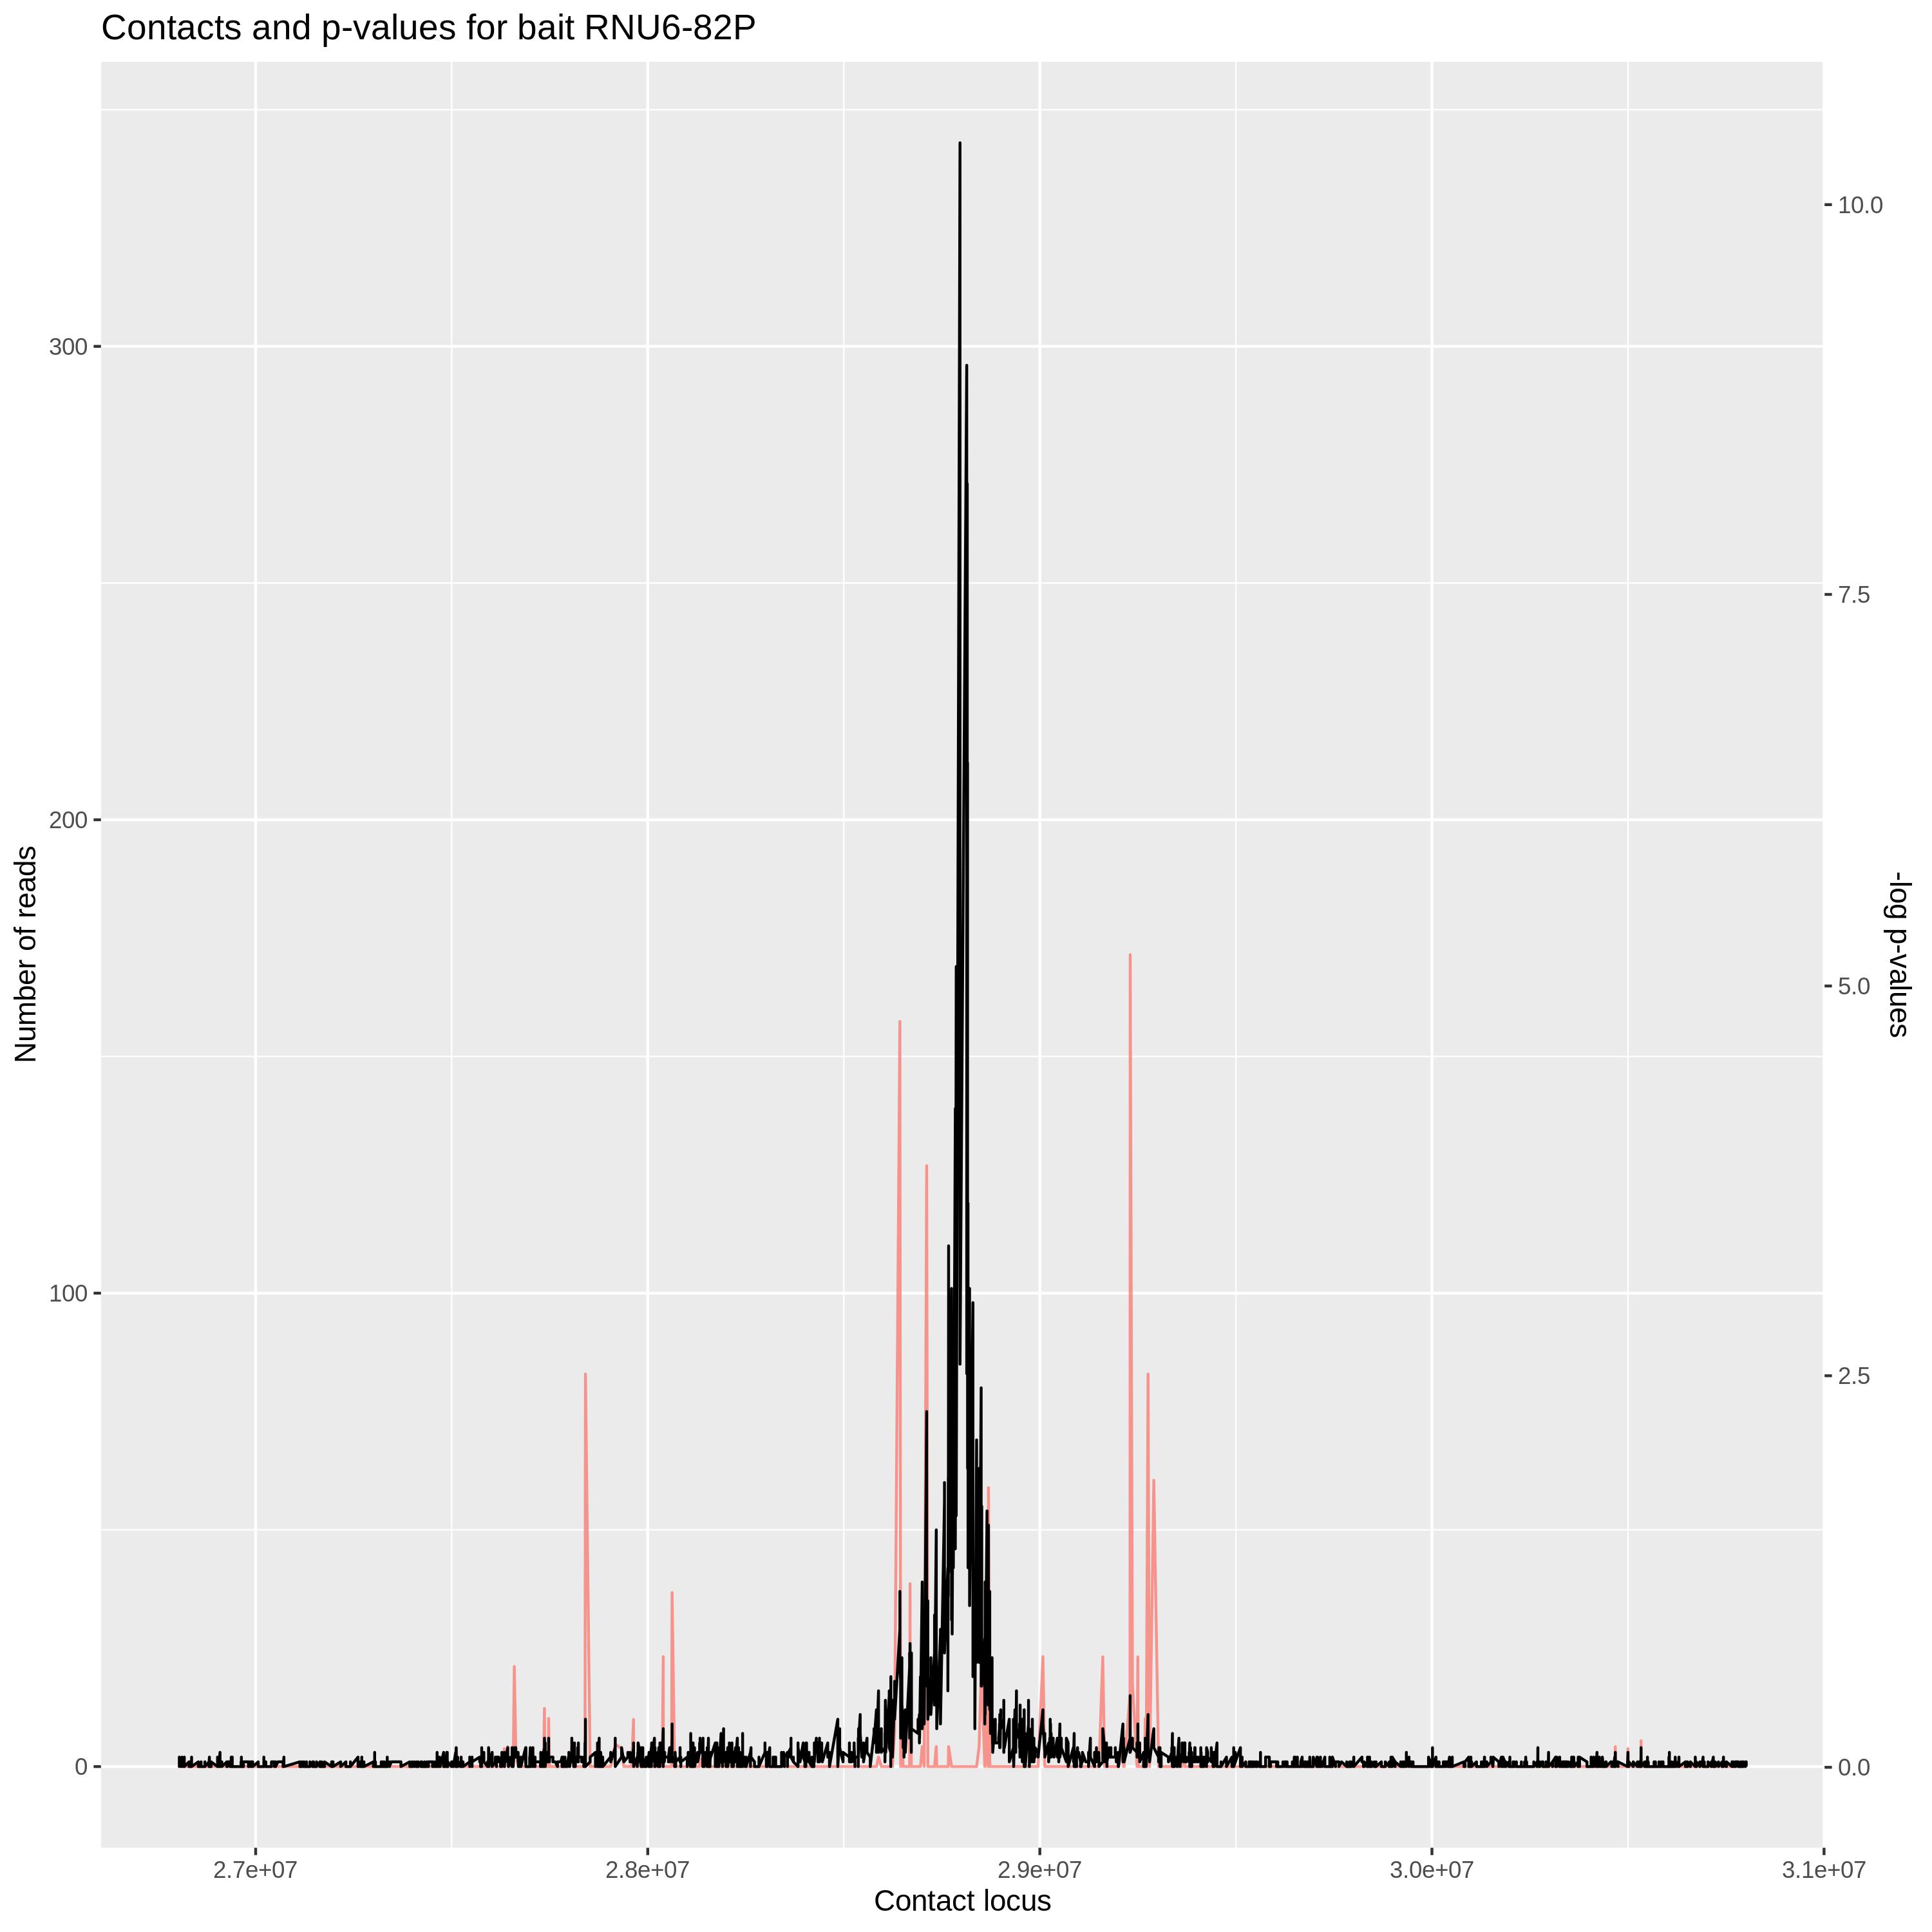 Contacts and p-values for bait RNU6-82P
300
200
100
0
Number of reads
10.0
7.5
5.0
2.5
0.0
-log p-values
2.7e+07
2.8e+07
2.9e+07
3.0e+07
3.1e+07
Contact locus